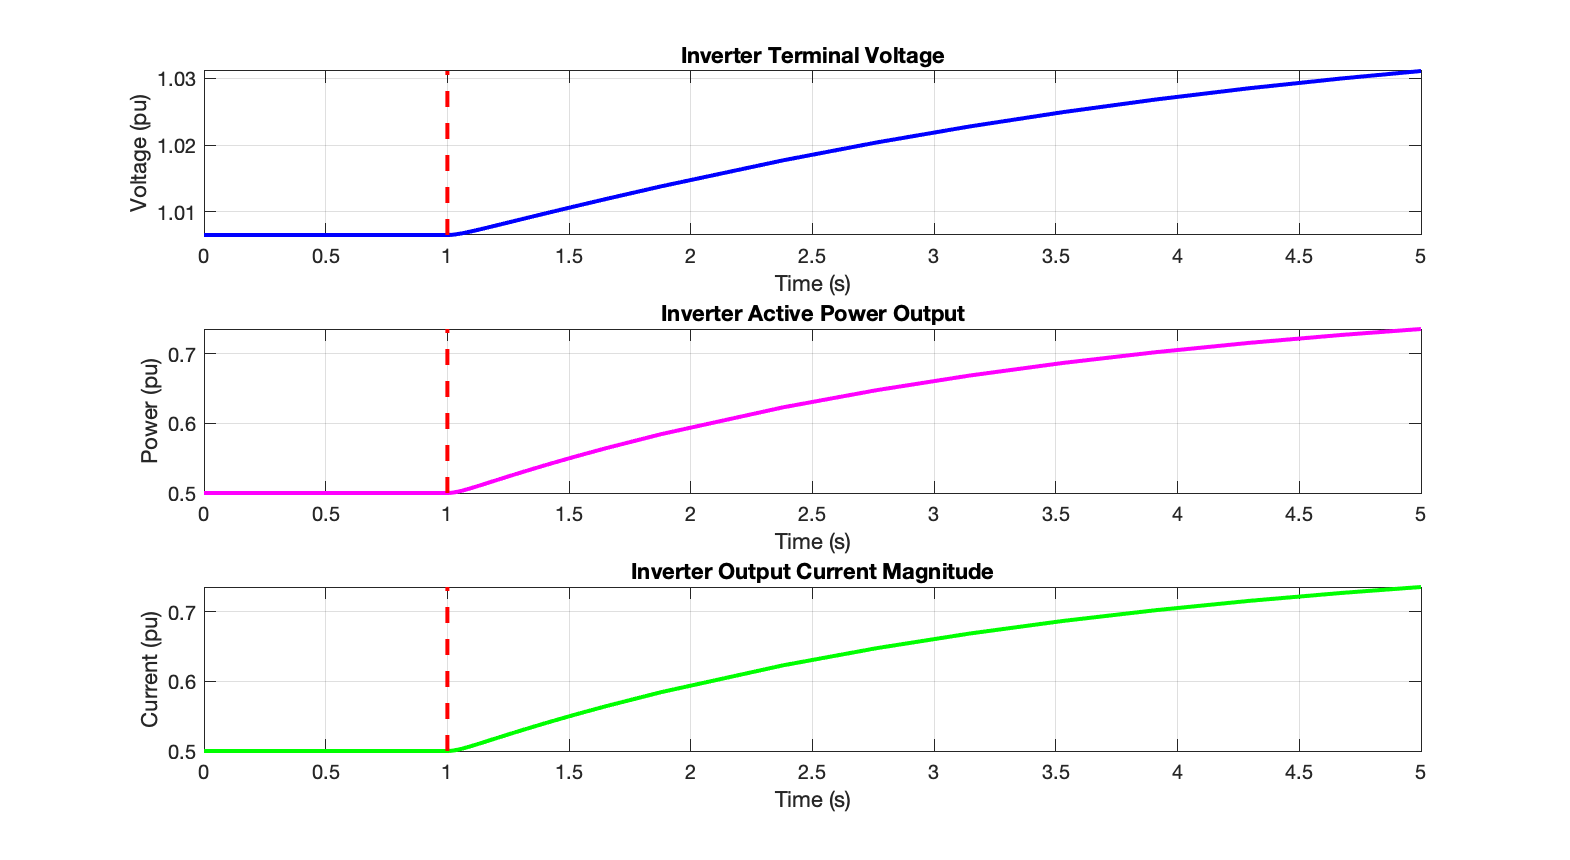 Inverter Terminal Voltage
Voltage (pu)
1.03
1.02
1.01
0 0.5 1 1.5 2 2.5 3 3.5 4 4.5 5
Time (s)
Inverter Active Power Output
Power (pu)
0.7
0.6
0.5
0 0.5 1 1.5 2 2.5 3 3.5 4 4.5 5
Time (s)
Inverter Output Current Magnitude
Current (pu)
0.7
0.6
0.5
0 0.5 1 1.5 2 2.5 3 3.5 4 4.5 5
Time (s)